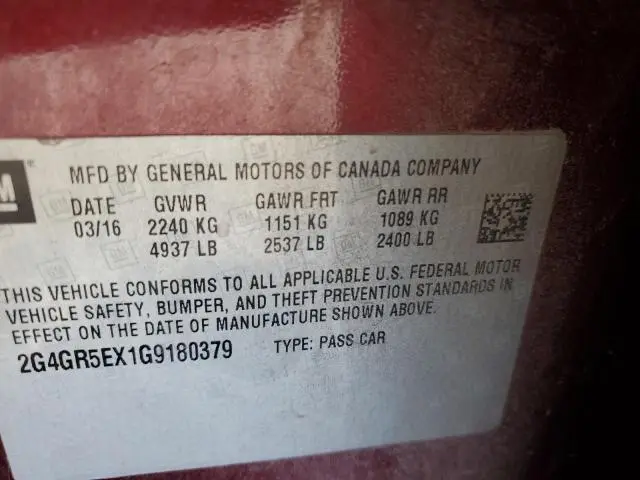 GM ®
MFD BY GENERAL MOTORS OF CANADA COMPANY
DATE GVWR GAWR FRT GAWR RR
03/16 2240 KG 1151 KG 1089 KG
4937 LB 2537 LB 2400 LB
THIS VEHICLE CONFORMS TO ALL APPLICABLE U.S. FEDERAL MOTOR
VEHICLE SAFETY, BUMPER, AND THEFT PREVENTION STANDARDS IN
EFFECT ON THE DATE OF MANUFACTURE SHOWN ABOVE.
2G4GR5EX1G9180379 TYPE: PASS CAR